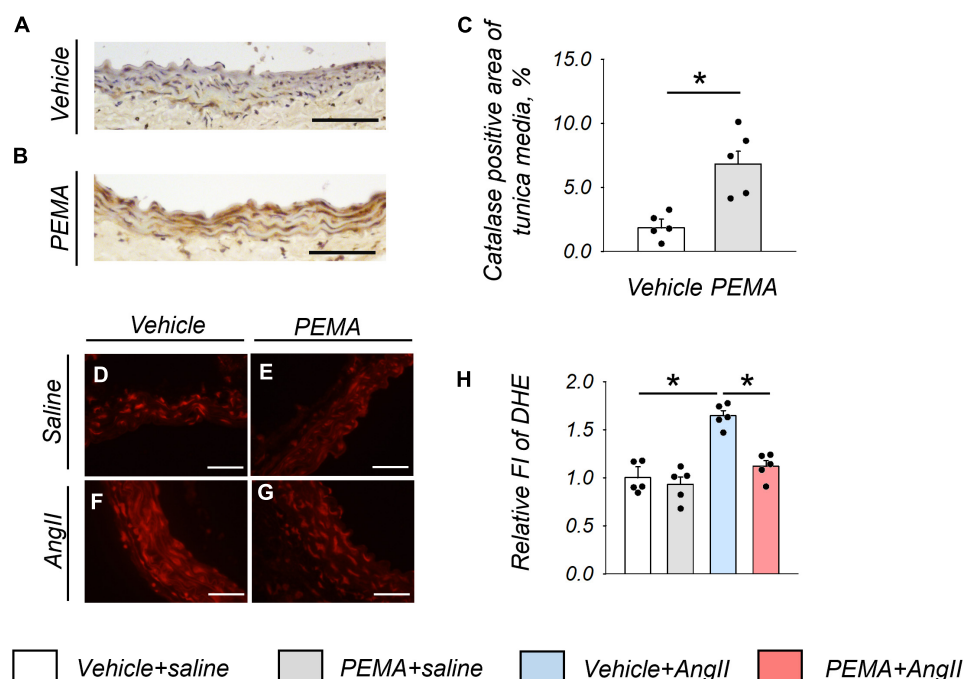 A
Vehicle
B
PEMA
C
Catalase positive area of
tunica media, %
15.0
10.0
5.0
0.0
*
Vehicle PEMA
Vehicle
PEMA
Saline
AngII
D
E
F
G
H
Relative FI of DHE
2.0
1.5
1.0
0.5
0.0
*
*
Vehicle+saline
PEMA+saline
Vehicle+AngII
PEMA+AngII